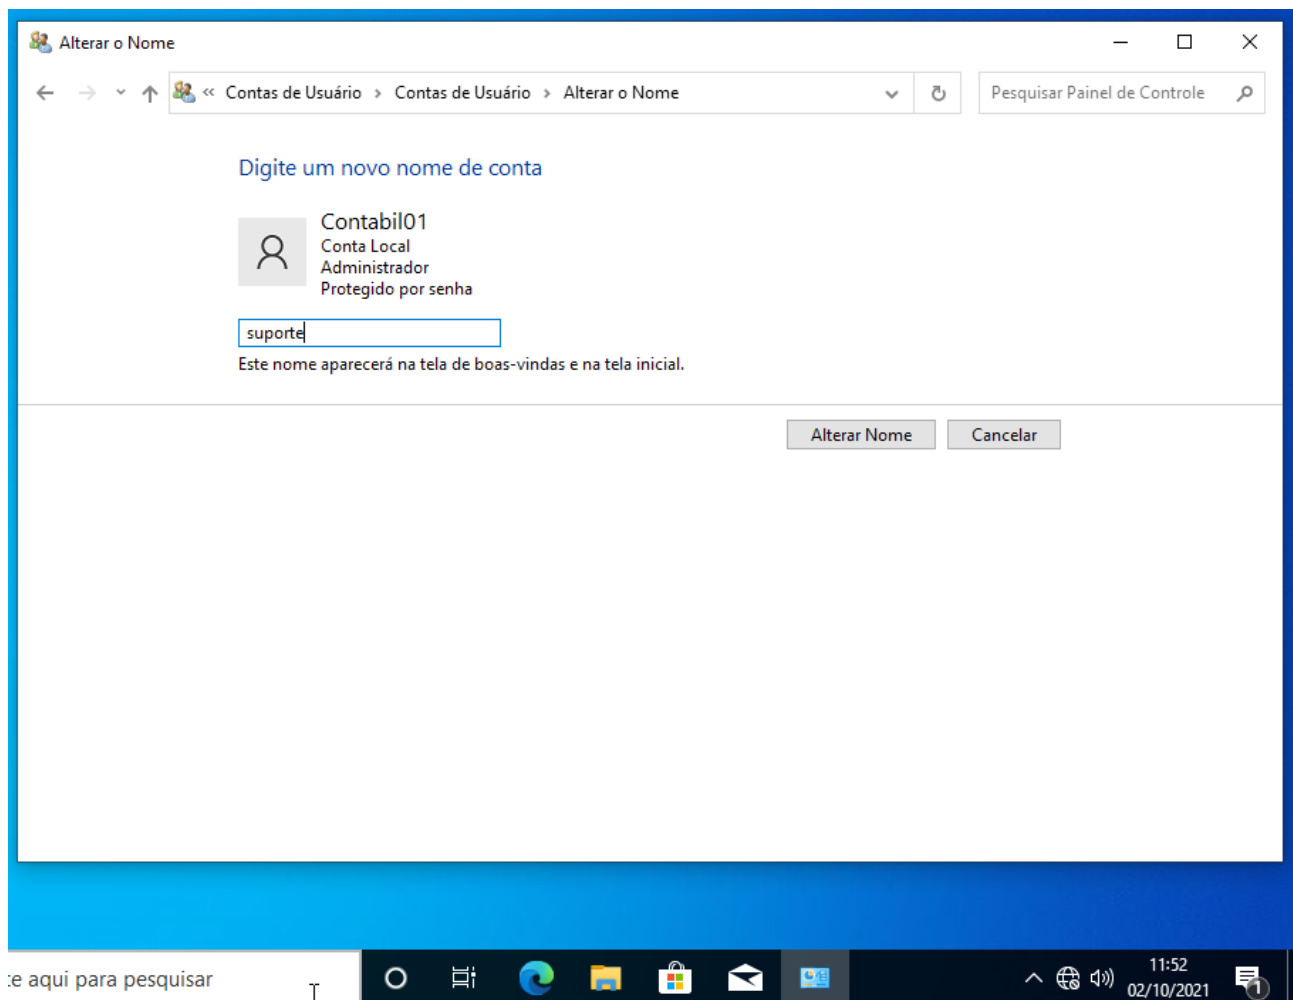 Alterar o Nome
« Contas de Usuário › Contas de Usuário › Alterar o Nome
Pesquisar Painel de Controle
Digite um novo nome de conta
Contabil01
Conta Local
Administrador
Protegido por senha
suporte
Este nome aparecerá na tela de boas-vindas e na tela inicial.
Alterar Nome
Cancelar
te aqui para pesquisar
11:52
02/10/2021
1